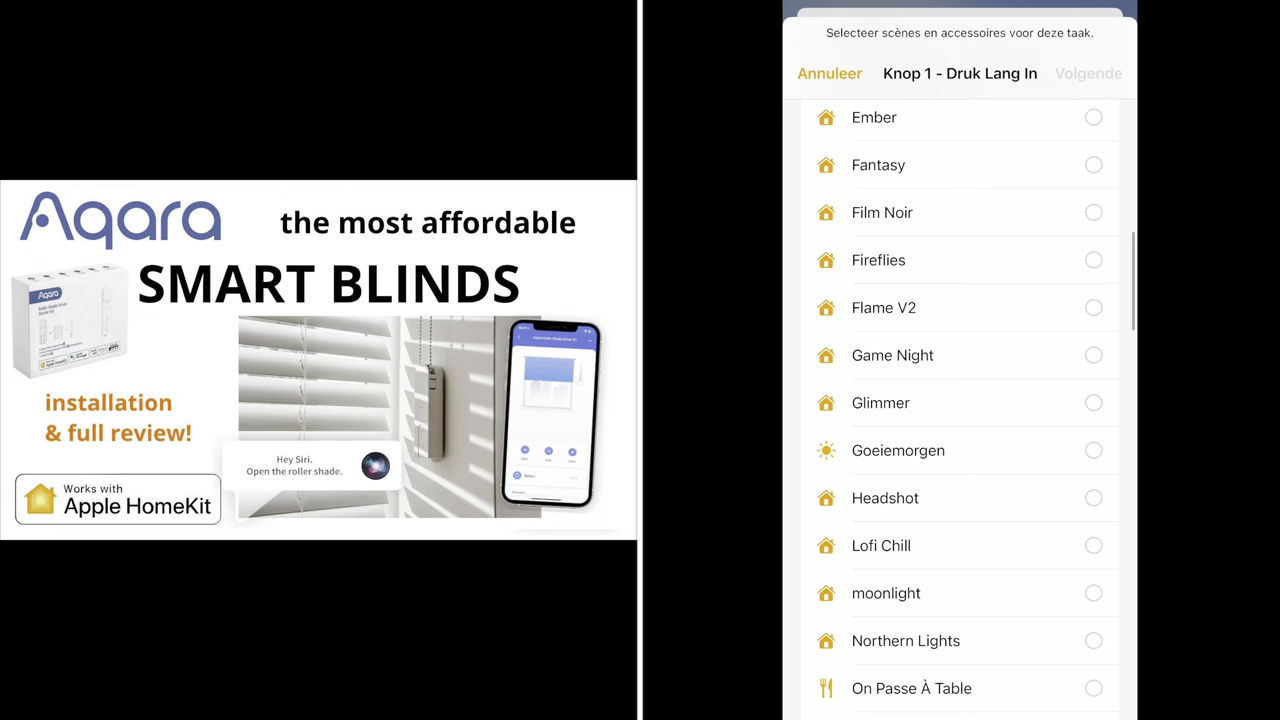 Aqara
the most affordable
SMART BLINDS
Aqara
installation
& full review!
Hey Siri.
Open the roller shade.
Works with
Apple HomeKit
Selecteer scènes en accessoires voor deze taak.
Annuleer Knop 1 - Druk Lang In Volgende
Ember
Fantasy
Film Noir
Fireflies
Flame V2
Game Night
Glimmer
Goeiemorgen
Headshot
Lofi Chill
moonlight
Northern Lights
On Passe À Table